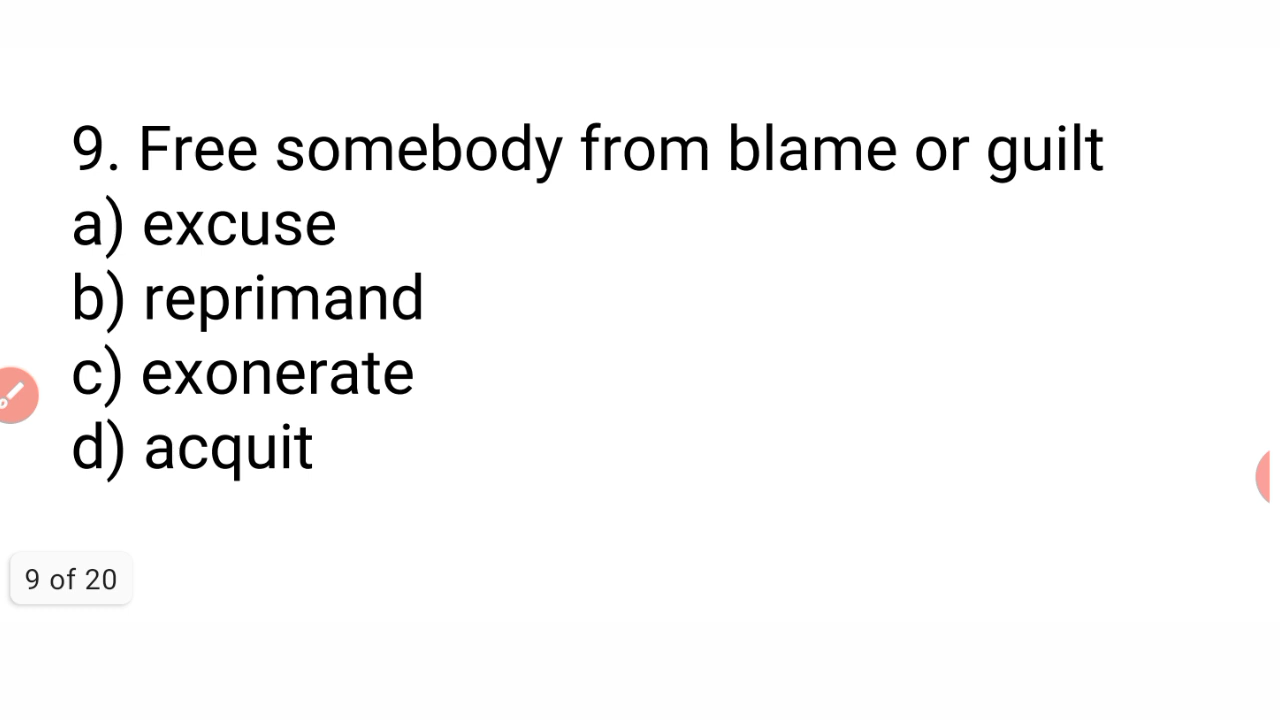 9. Free somebody from blame or guilt
a) excuse
b) reprimand
c) exonerate
d) acquit
9 of 20